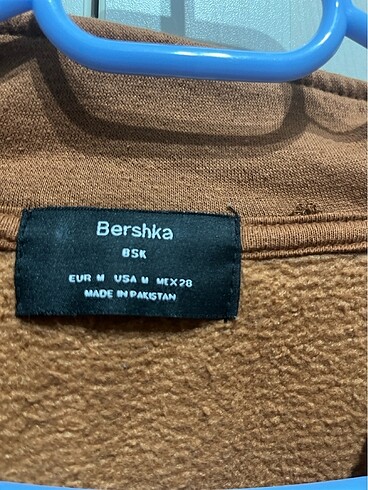 Bershka
BSK
EUR M USA M MEX28
MADE IN PAKISTAN